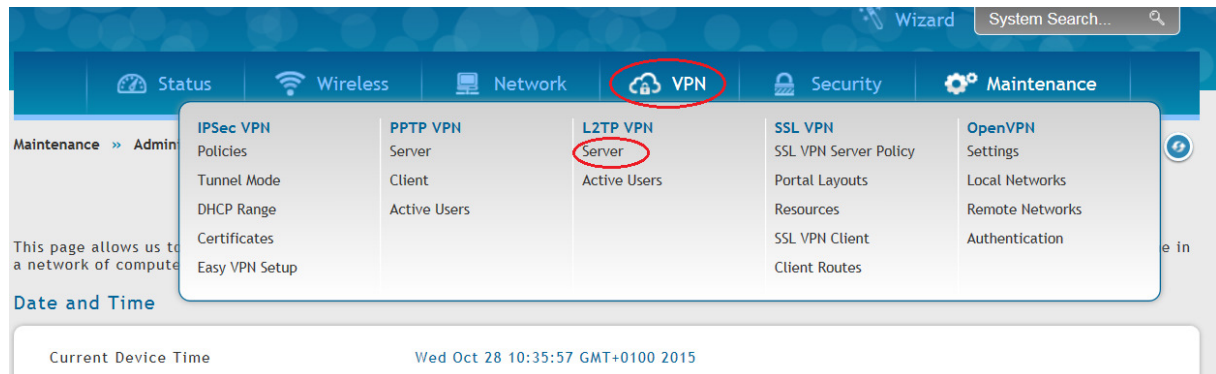 Wizard System Search...
Status Wireless Network VPN Security Maintenance
IPSec VPN PPTP VPN L2TP VPN SSL VPN OpenVPN
Maintenance » Admin
Policies Server Server SSL VPN Server Policy Settings
Tunnel Mode Client Active Users Portal Layouts Local Networks
DHCP Range Active Users Resources Remote Networks
Certificates SSL VPN Client Authentication
This page allows us to e in
a network of compute
Easy VPN Setup Client Routes
Date and Time
Current Device Time Wed Oct 28 10:35:57 GMT+0100 2015